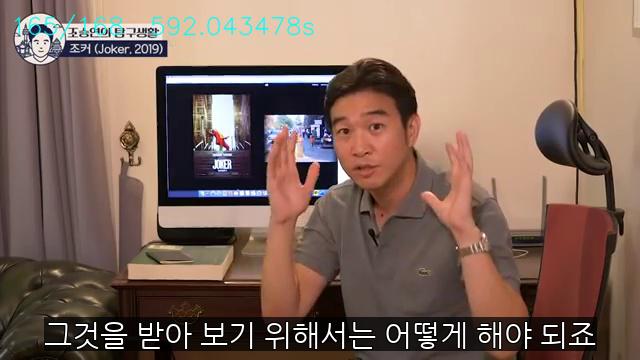 165/168, 592.043478s
조승연의 탐구생활
조커 (Joker, 2019)
JOKER
그것을 받아 보기 위해서는 어떻게 해야 되죠